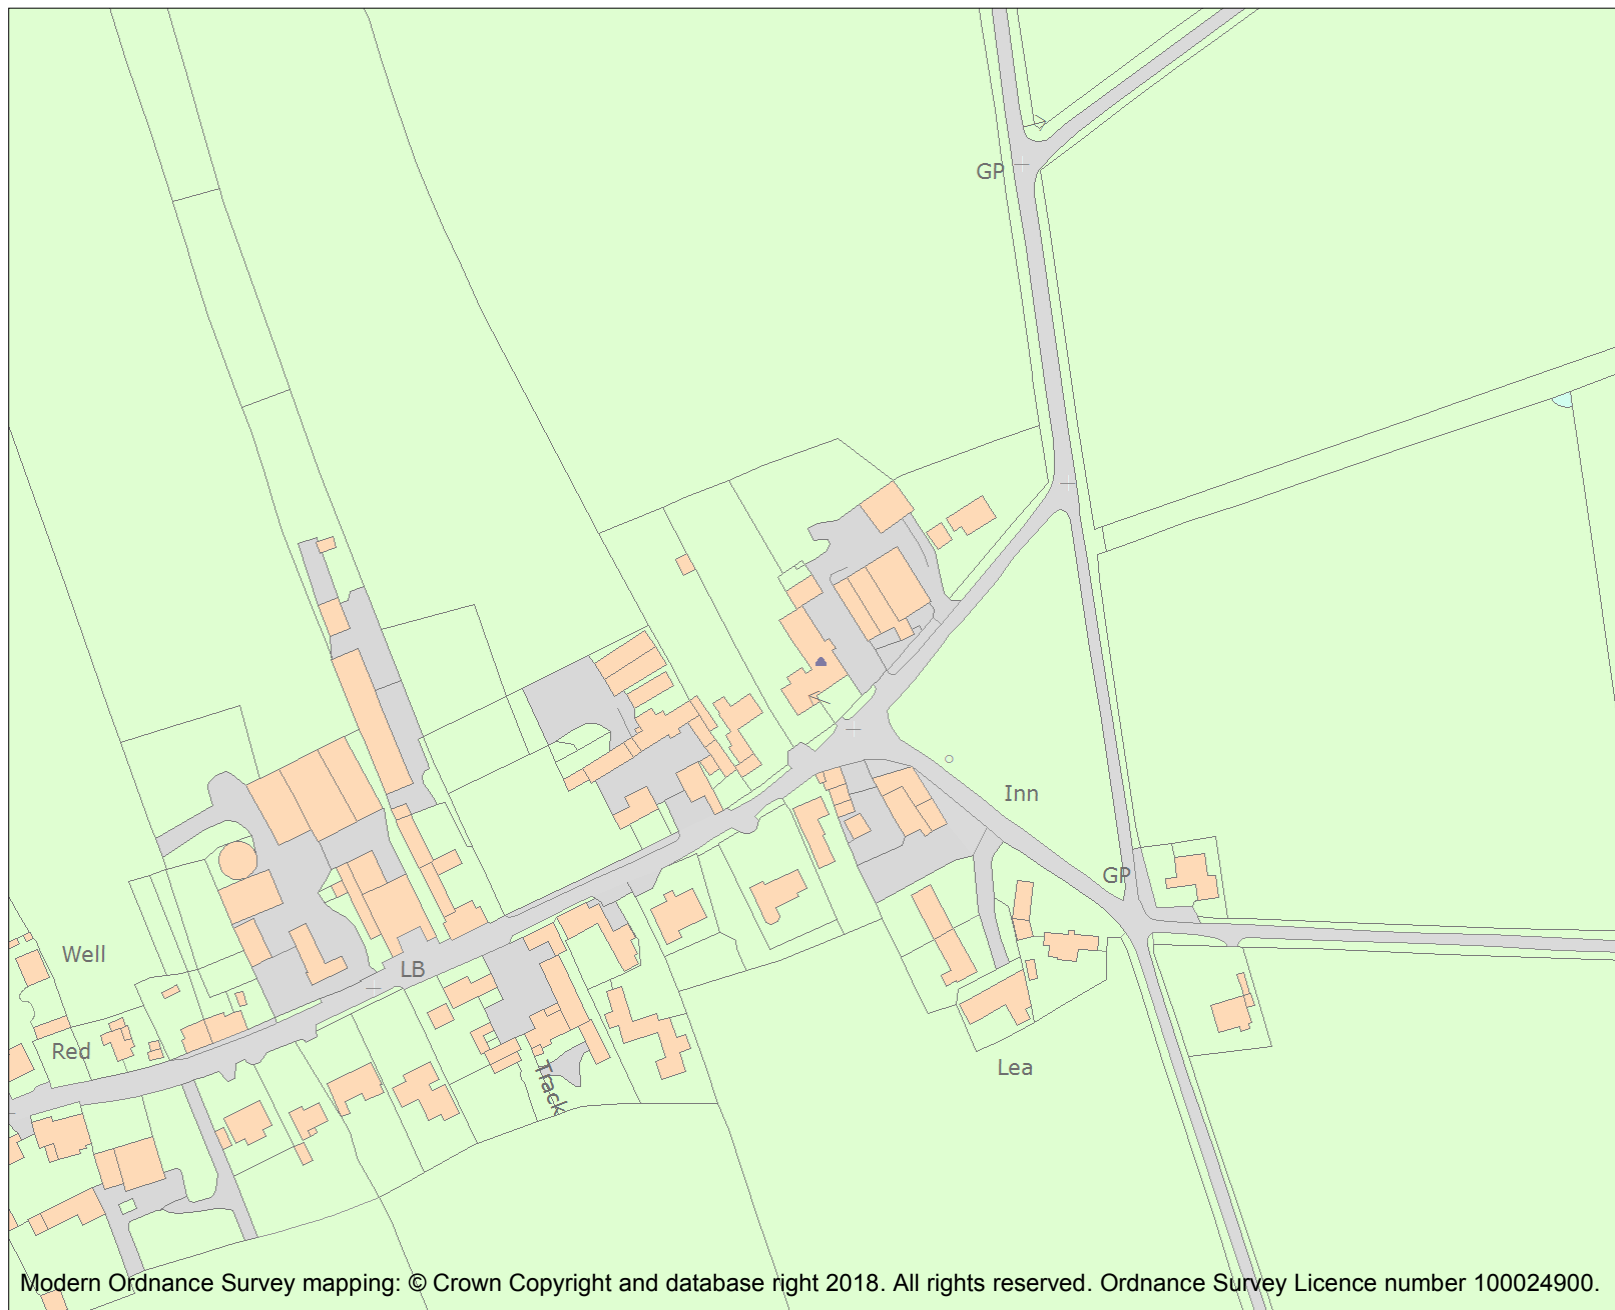 GP
Inn
GP
Well
LB
Red
Track
Lea
Modern Ordnance Survey mapping: © Crown Copyright and database right 2018. All rights reserved. Ordnance Survey Licence number 100024900.